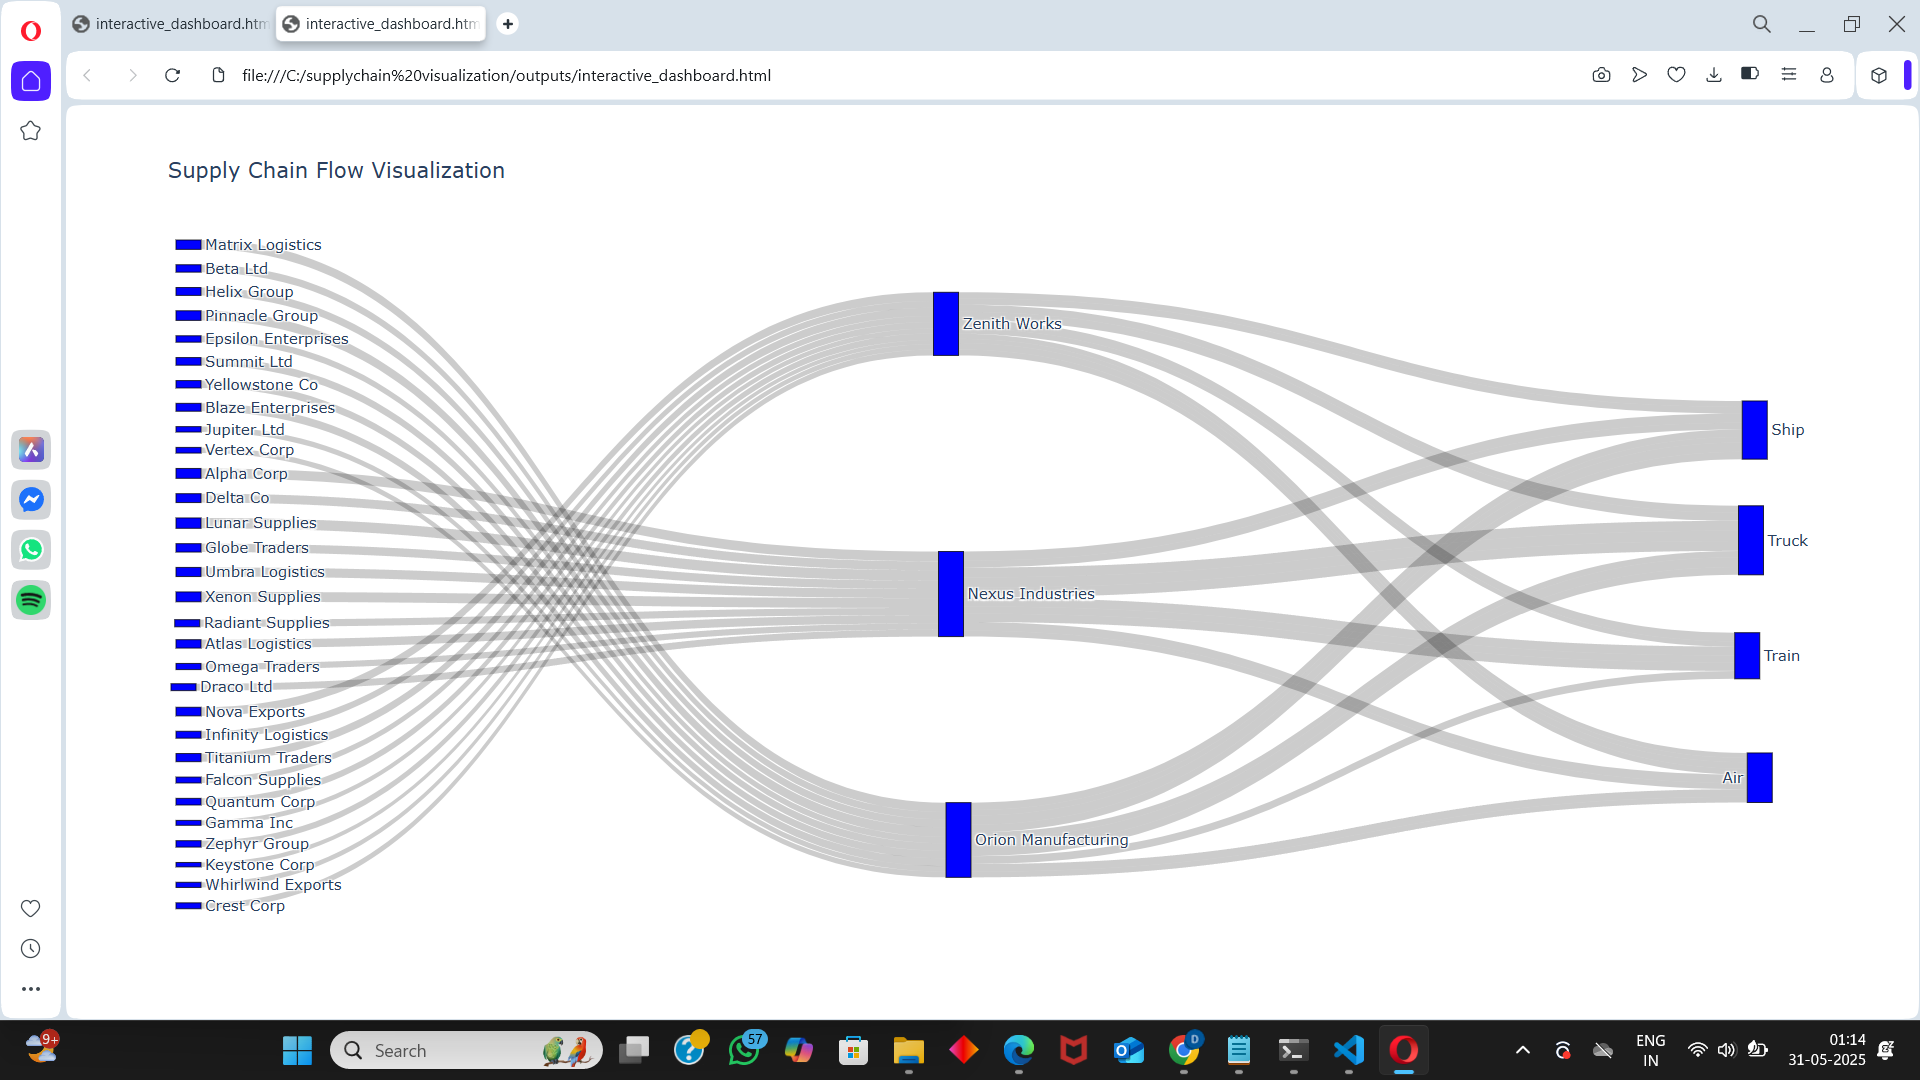 interactive_dashboard.htm
interactive_dashboard.htm
file:///C:/supplychain%20visualization/outputs/interactive_dashboard.html
Supply Chain Flow Visualization
Matrix Logistics
Beta Ltd
Helix Group
Pinnacle Group
Epsilon Enterprises
Summit Ltd
Yellowstone Co
Blaze Enterprises
Jupiter Ltd
Vertex Corp
Alpha Corp
Delta Co
Lunar Supplies
Globe Traders
Umbra Logistics
Xenon Supplies
Radiant Supplies
Atlas Logistics
Omega Traders
Draco Ltd
Nova Exports
Infinity Logistics
Titanium Traders
Falcon Supplies
Quantum Corp
Gamma Inc
Zephyr Group
Keystone Corp
Whirlwind Exports
Crest Corp
Zenith Works
Nexus Industries
Orion Manufacturing
Ship
Truck
Train
Air
9+
Search
57
D
ENG
IN
01:14
31-05-2025